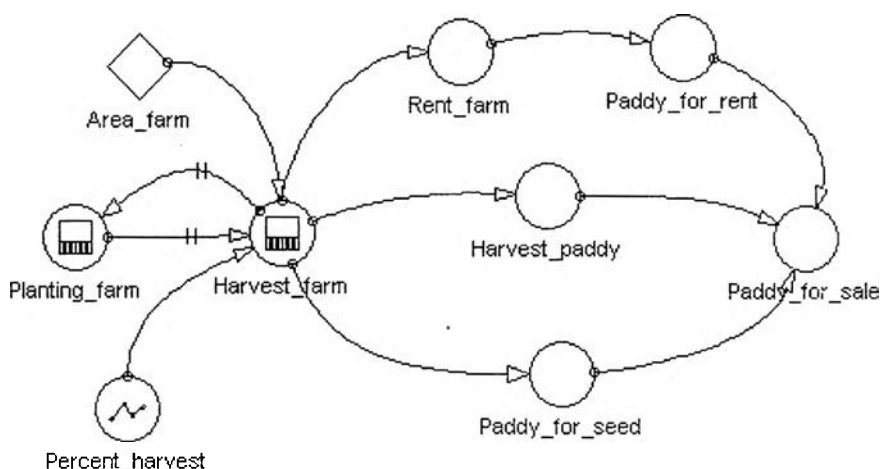 Rent_farm
Paddy_for_rent
Area_farm
Harvest_paddy
Planting_farm
Harvest_farm
Paddy_for_sale
Paddy_for_seed
Percent_harvest